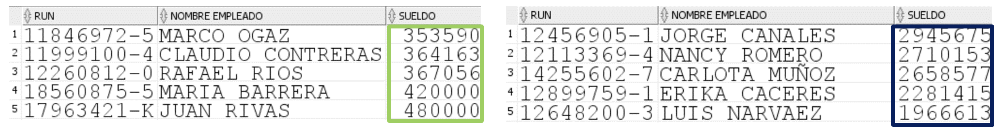 RUN NOMBRE EMPLEADO SUELDO
1 11846972-5 MARCO OGAZ 353590
2 11999100-4 CLAUDIO CONTRERAS 364163
3 12260812-0 RAFAEL RIOS 367056
4 18560875-5 MARIA BARRERA 420000
5 17963421-K JUAN RIVAS 480000
RUN NOMBRE EMPLEADO SUELDO
1 12456905-1 JORGE CANALES 2945675
2 12113369-4 NANCY ROMERO 2710153
3 14255602-7 CARLOTA MUÑOZ 2658577
4 12899759-1 ERIKA CACERES 2281415
5 12648200-3 LUIS NARVAEZ 1966613